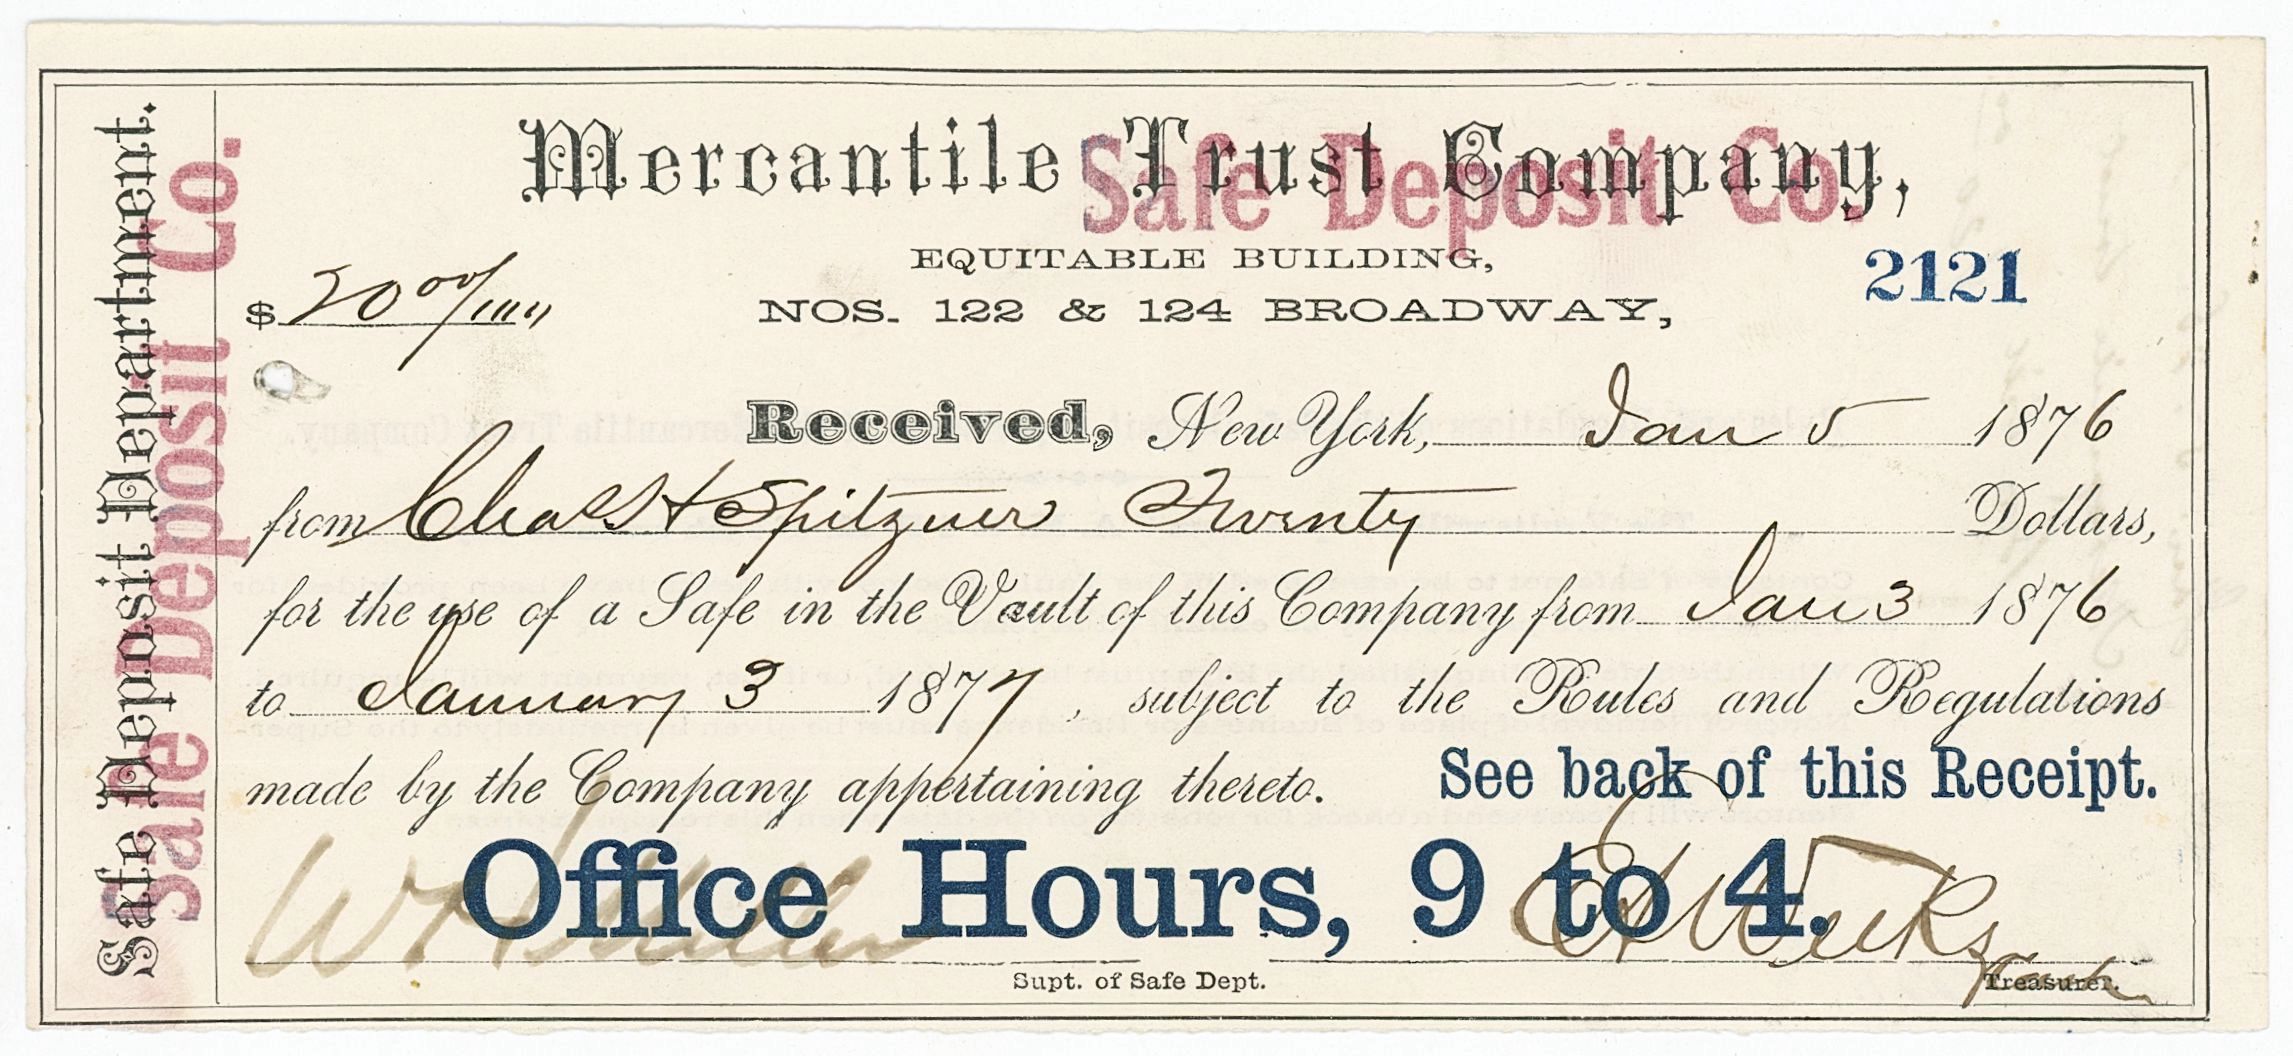 Safe Deposit Department.
Safe Deposit Co.
Mercantile Trust Company,
Safe Deposit Co.
EQUITABLE BUILDING,
2121
$ 20 00/100
NOS. 122 & 124 BROADWAY,
Received, New York, Jan 5 1876
from Chas H Spitzner Twenty Dollars,
for the use of a Safe in the Vault of this Company from Jan 3 1876
to January 3 1877, subject to the Rules and Regulations
made by the Company appertaining thereto. See back of this Receipt.
Office Hours, 9 to 4.
Supt. of Safe Dept.
Treasurer.